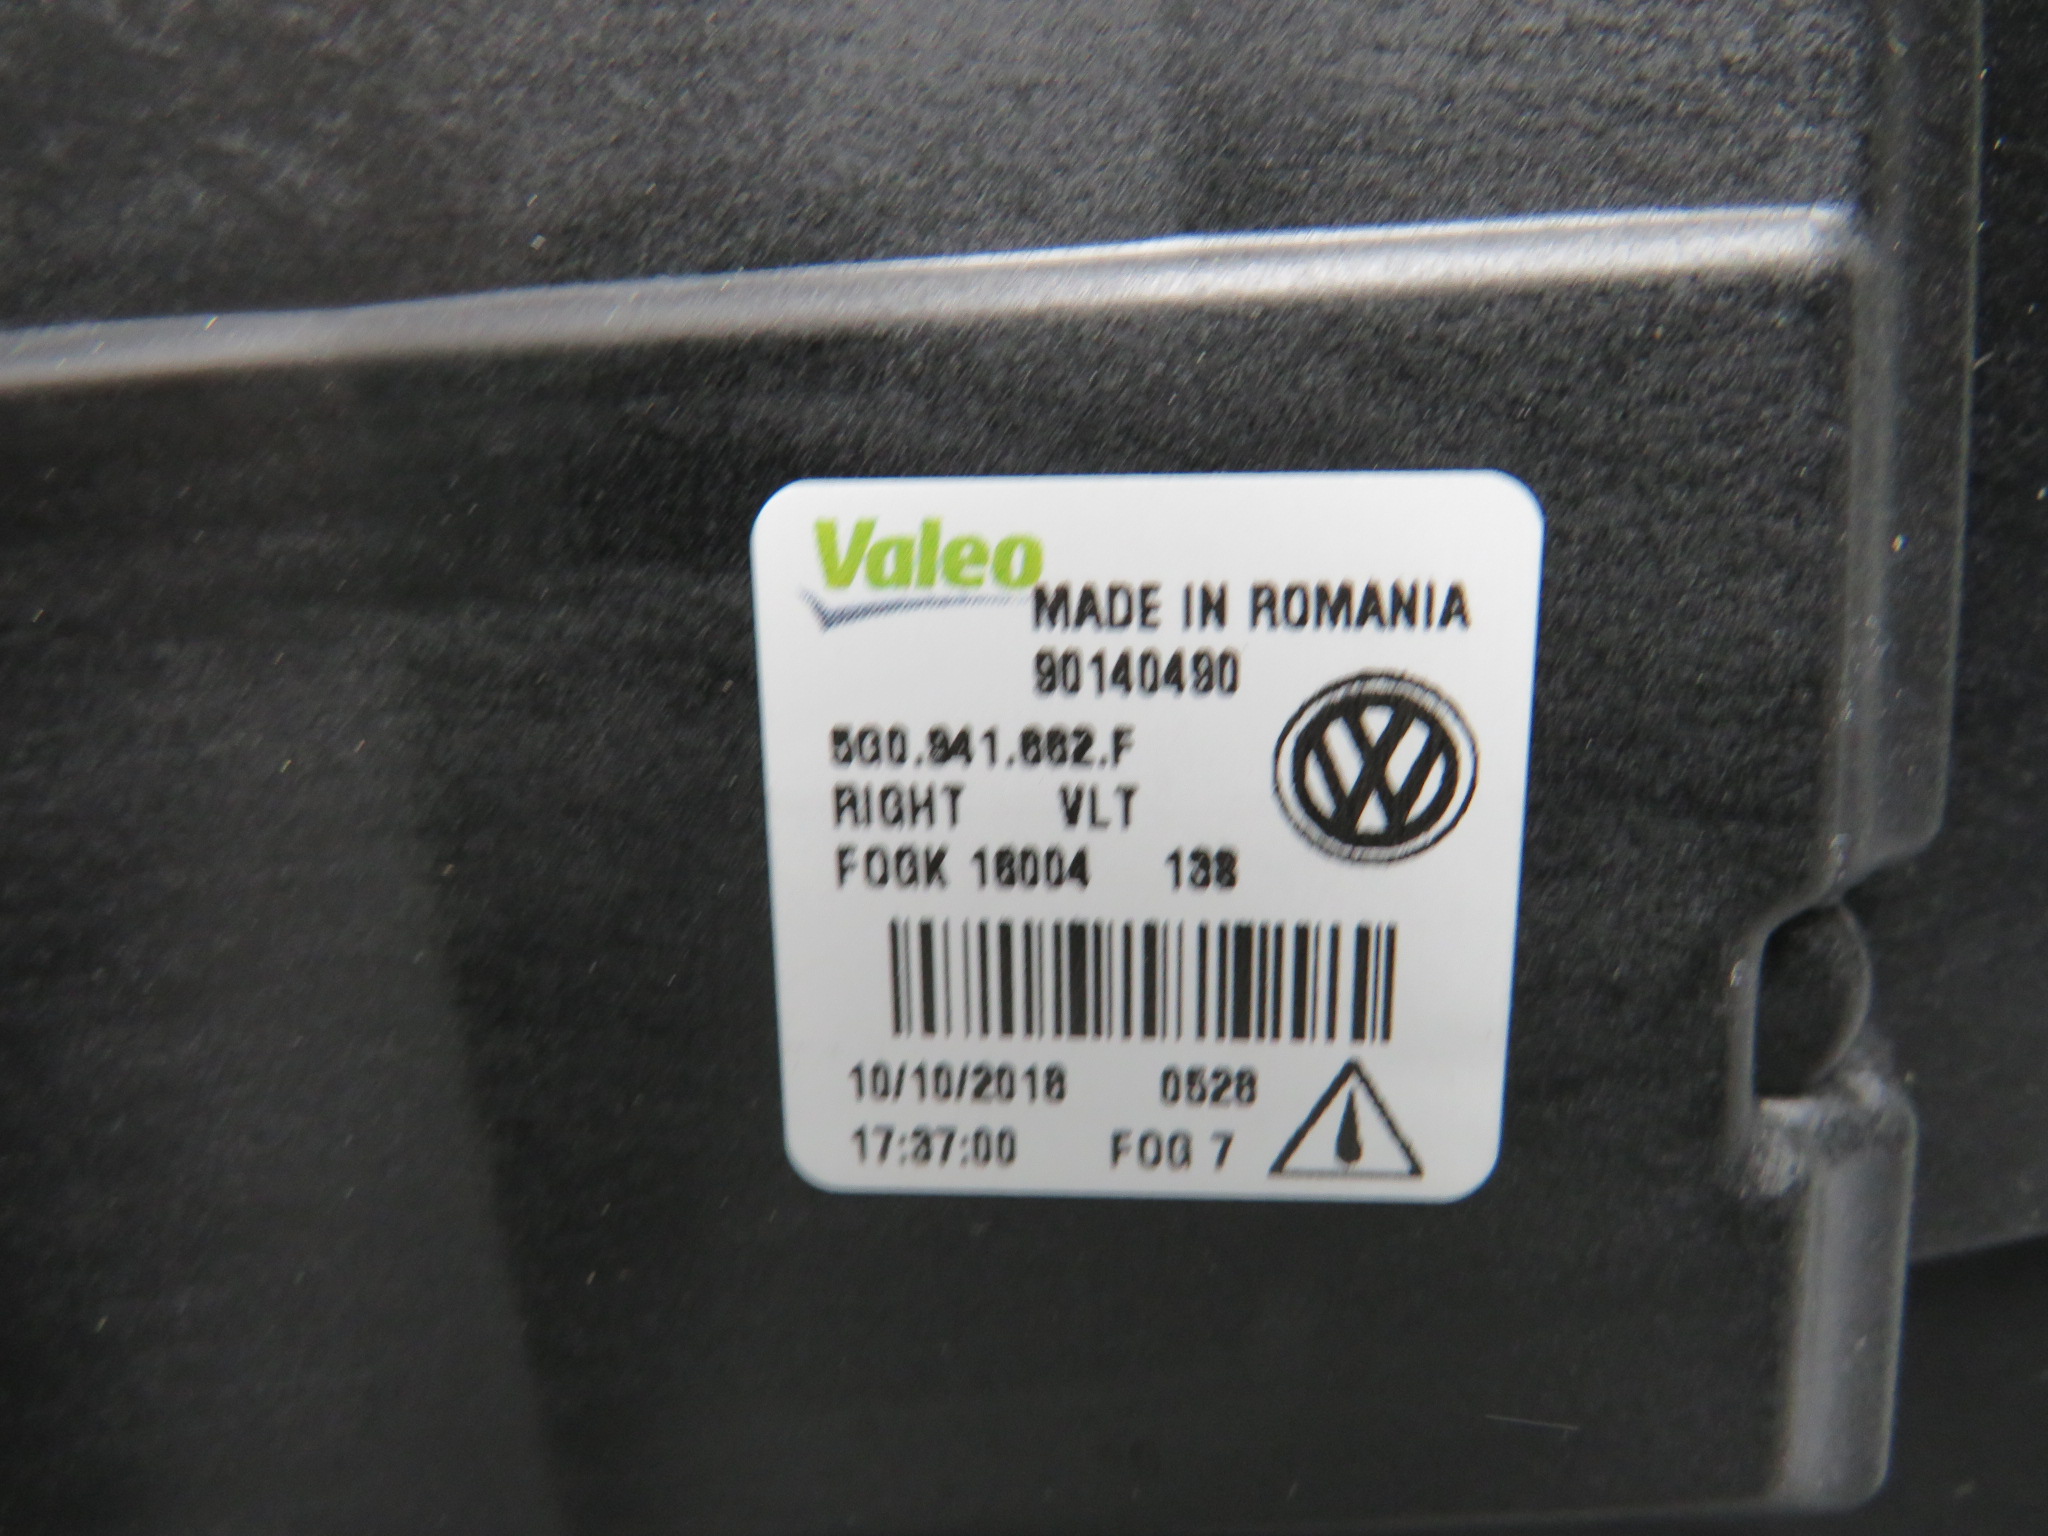 Valeo
MADE IN ROMANIA
90140490
5G0.941.662.F
RIGHT VLT
FOGK 16004 138
10/10/2016 0528
17:37:00 FOG 7